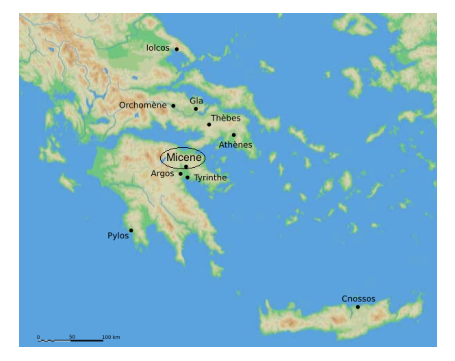 Iolcos
Orchomène
Gla
Thèbes
Athènes
Micene
Argos
Tyrinthe
Pylos
Cnossos
0 50 100 km